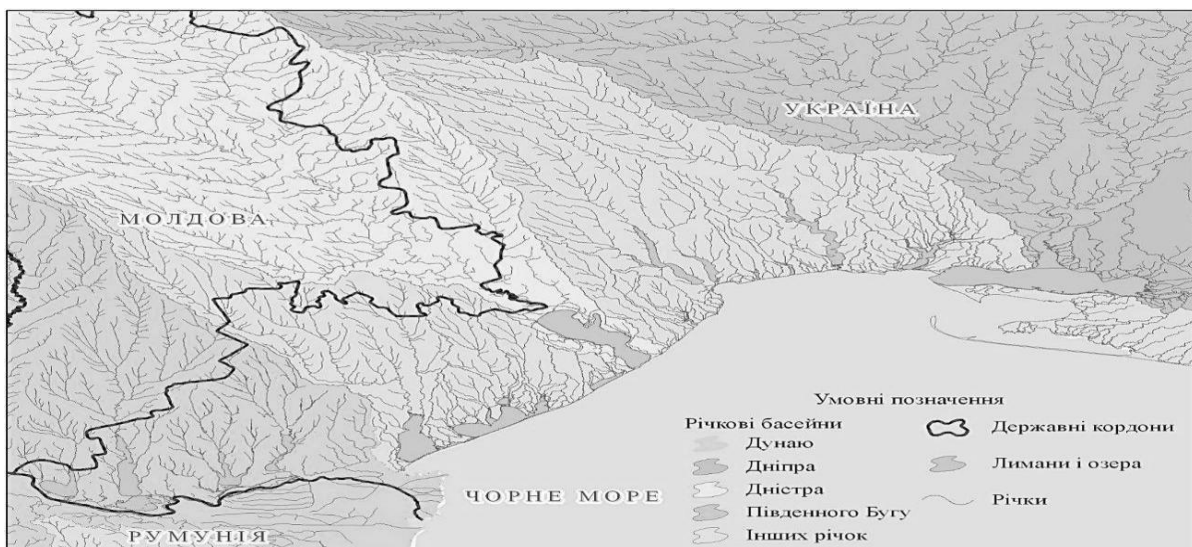 УКРАЇНА
МОЛДОВА
ЧОРНЕ МОРЕ
РУМУНІЯ
Умовні позначення
Річкові бассейни
Дунаю
Дніпра
Дністра
Південного Бугу
Інших річок
Державні кордони
Лимани і озера
Річки